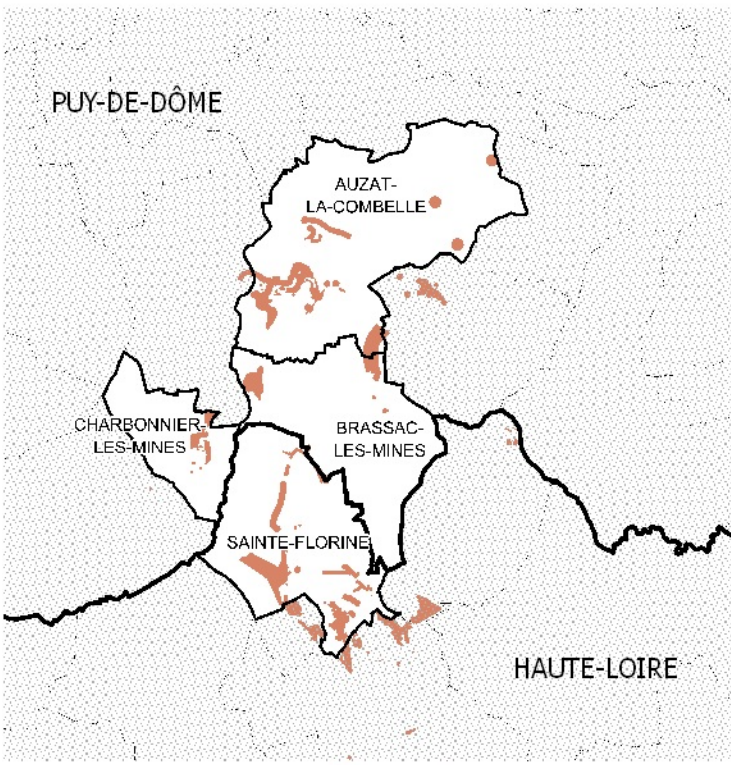 PUY-DE-DÔME
AUZAT-
LA-COMBELLE
CHARBONNIER-
LES-MINES
BRASSAC-
LES-MINES
SAINTE-FLORINE
HAUTE-LOIRE